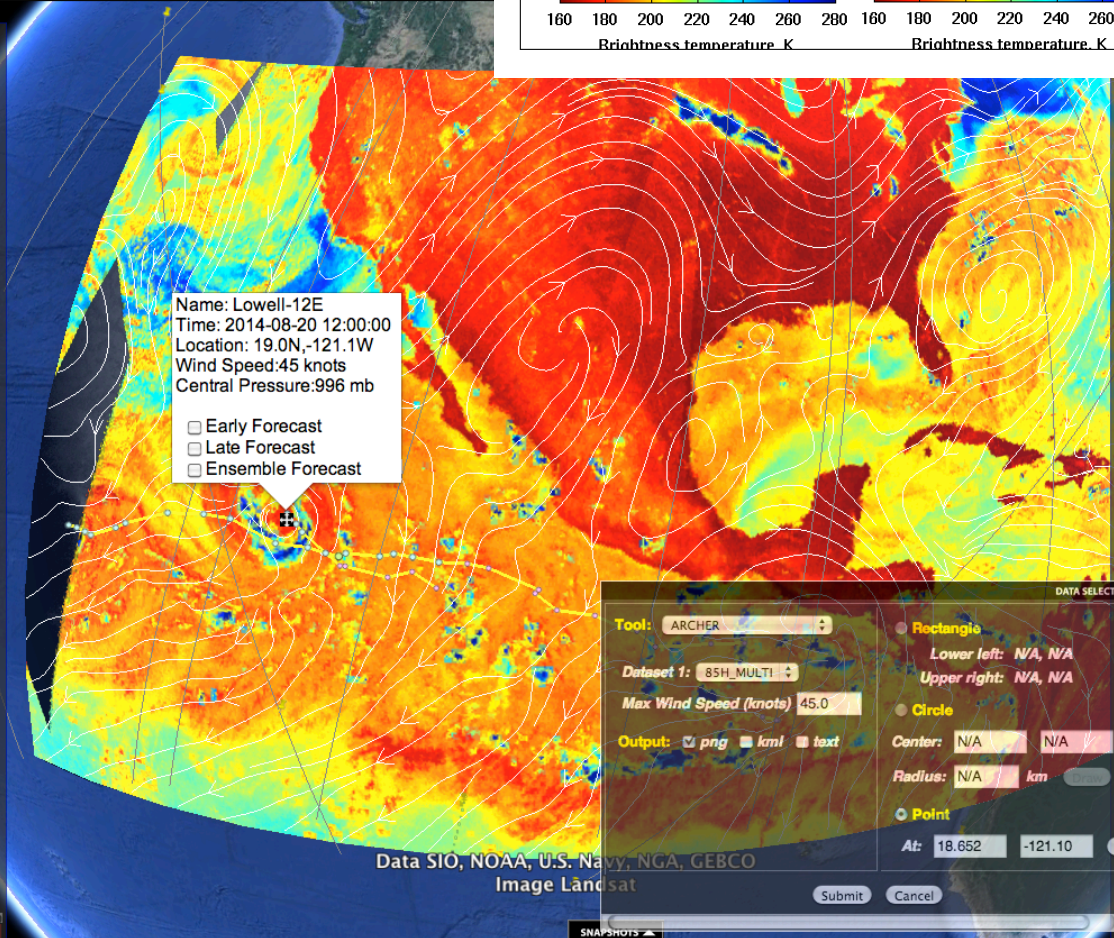 160 180 200 220 240 260 280 160 180 200 220 240 260
Brightness temperature, K Brightness temperature, K
Name: Lowell-12E
Time: 2014-08-20 12:00:00
Location: 19.0N,-121.1W
Wind Speed:45 knots
Central Pressure:996 mb
Early Forecast
Late Forecast
Ensemble Forecast
DATA SELECT
Tool: ARCHER
Dataset 1: 85H_MULTI
Max Wind Speed (knots) 45.0
Output: png kml text
Rectangle
Lower left: N/A, N/A
Upper right: N/A, N/A
Circle
Center: N/A N/A
Radius: N/A km Draw
Point
At: 18.652 -121.10
Submit Cancel
Data SIO, NOAA, U.S. Navy, NGA, GEBCO
Image Landsat
SNAPSHOTS